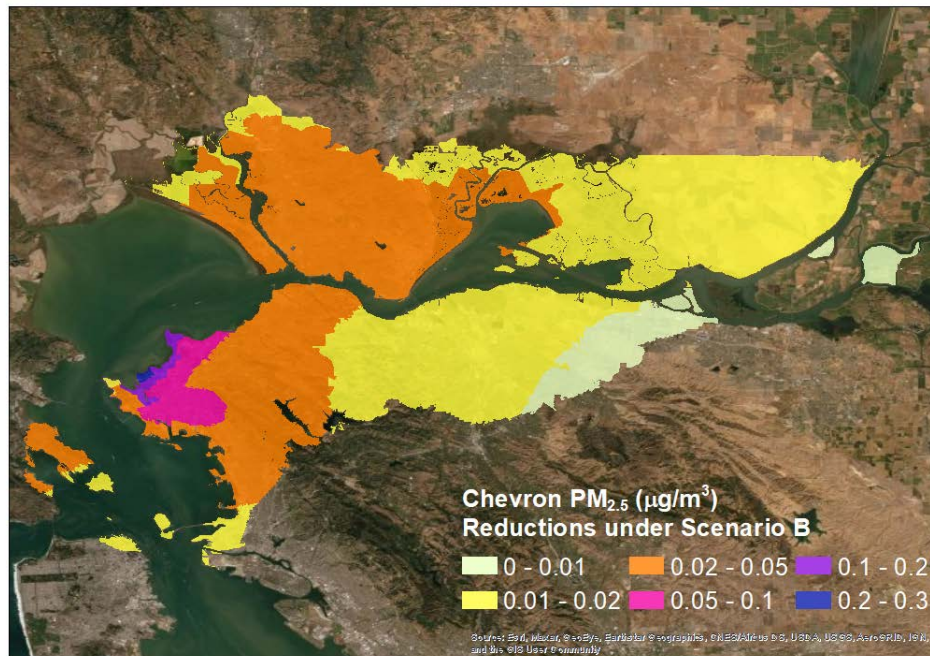 Chevron PM2.5 (µg/m³)
Reductions under Scenario B
0 - 0.01
0.02 - 0.05
0.1 - 0.2
0.01 - 0.02
0.05 - 0.1
0.2 - 0.3
Source: Esri, Maxar, GeoEye, Earthstar Geographics, CNES/Airbus DS, USDA, USGS, AeroGRID, IGN,
and the GIS User Community